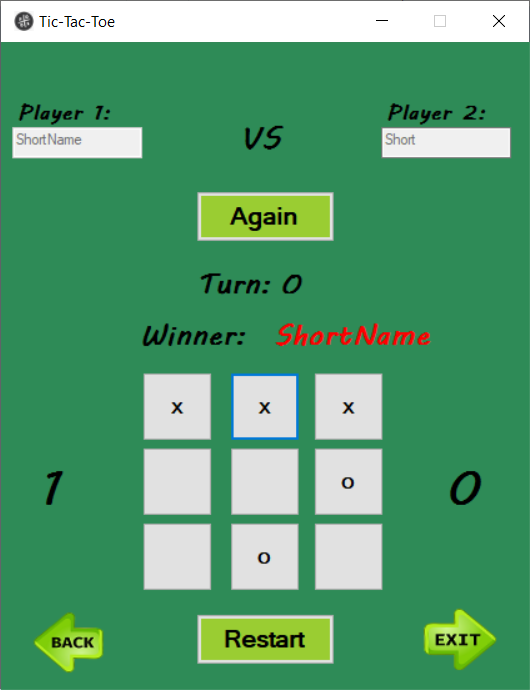 Tic-Tac-Toe
Player 1:
Player 2:
ShortName
VS
Short
Again
Turn: O
Winner: ShortName
X X X
1
O
0
O
BACK
Restart
EXIT